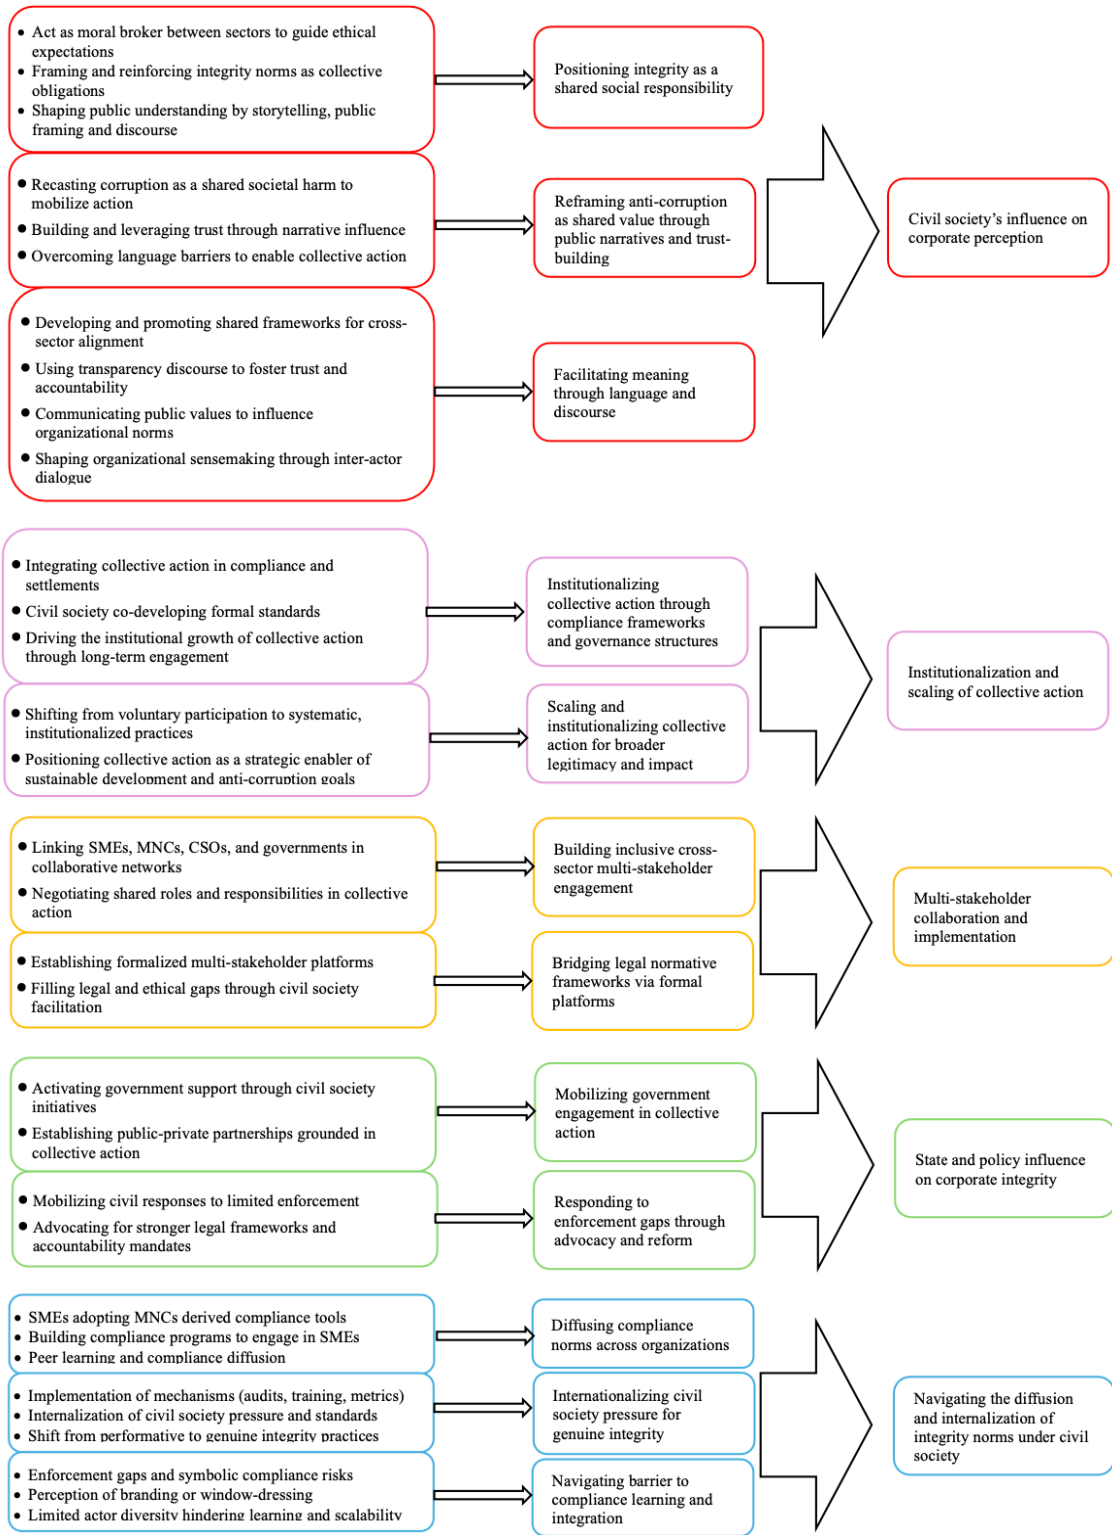 • Act as moral broker between sectors to guide ethical
expectations
• Framing and reinforcing integrity norms as collective
obligations
• Shaping public understanding by storytelling, public
framing and discourse
Positioning integrity as a
shared social responsibility
• Recasting corruption as a shared societal harm to
mobilize action
• Building and leveraging trust through narrative influence
• Overcoming language barriers to enable collective action
Reframing anti-corruption
as shared value through
public narratives and trust-
building
Civil society’s influence on
corporate perception
• Developing and promoting shared frameworks for cross-
sector alignment
• Using transparency discourse to foster trust and
accountability
• Communicating public values to influence
organizational norms
• Shaping organizational sensemaking through inter-actor
dialogue
Facilitating meaning
through language and
discourse
• Integrating collective action in compliance and
settlements
• Civil society co-developing formal standards
• Driving the institutional growth of collective action
through long-term engagement
Institutionalizing
collective action through
compliance frameworks
and governance structures
• Shifting from voluntary participation to systematic,
institutionalized practices
• Positioning collective action as a strategic enabler of
sustainable development and anti-corruption goals
Scaling and
institutionalizing collective
action for broader
legitimacy and impact
Institutionalization and
scaling of collective action
• Linking SMEs, MNCs, CSOs, and governments in
collaborative networks
• Negotiating shared roles and responsibilities in collective
action
Building inclusive cross-
sector multi-stakeholder
engagement
• Establishing formalized multi-stakeholder platforms
• Filling legal and ethical gaps through civil society
facilitation
Bridging legal normative
frameworks via formal
platforms
Multi-stakeholder
collaboration and
implementation
• Activating government support through civil society
initiatives
• Establishing public-private partnerships grounded in
collective action
Mobilizing government
engagement in collective
action
• Mobilizing civil responses to limited enforcement
• Advocating for stronger legal frameworks and
accountability mandates
Responding to
enforcement gaps through
advocacy and reform
State and policy influence
on corporate integrity
• SMEs adopting MNCs derived compliance tools
• Building compliance programs to engage in SMEs
• Peer learning and compliance diffusion
Diffusing compliance
norms across organizations
• Implementation of mechanisms (audits, training, metrics)
• Internalization of civil society pressure and standards
• Shift from performative to genuine integrity practices
Internationalizing civil
society pressure for
genuine integrity
• Enforcement gaps and symbolic compliance risks
• Perception of branding or window-dressing
• Limited actor diversity hindering learning and scalability
Navigating barrier to
compliance learning and
integration
Navigating the diffusion
and internalization of
integrity norms under civil
society